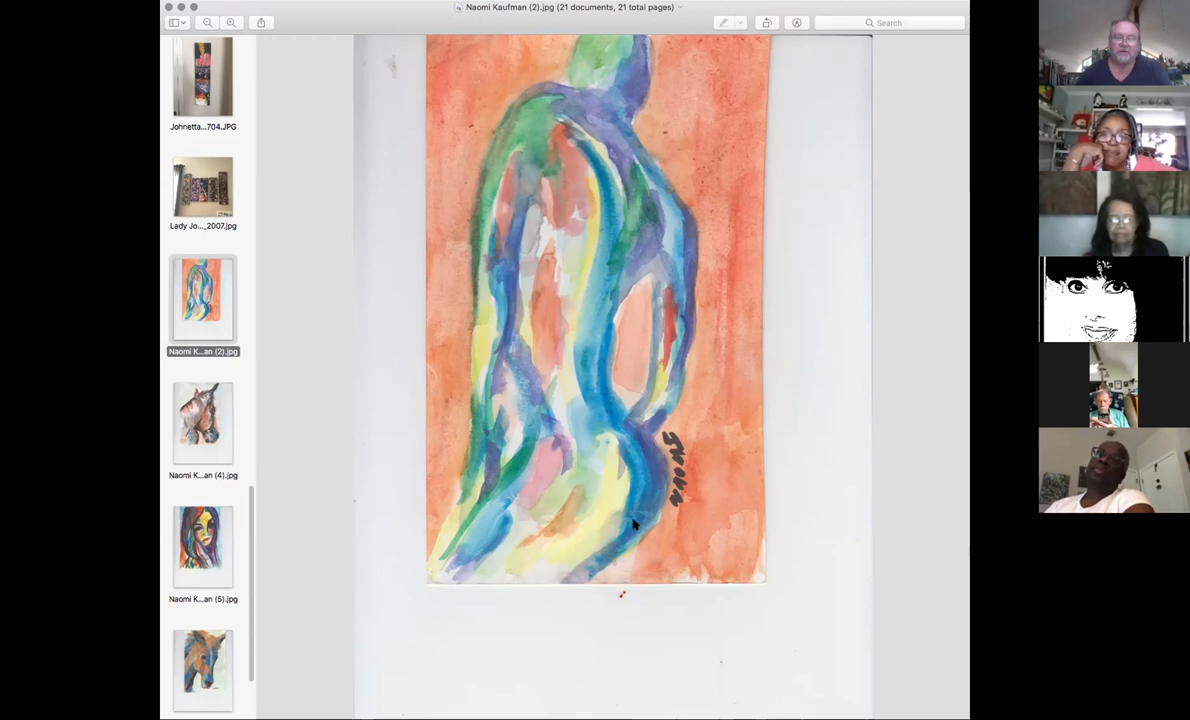 Naomi Kaufman (2).jpg (21 documents, 21 total pages)
Search
Johnetta...704.JPG
Lady Jo..._2007.jpg
Naomi K...an (2).jpg
Naomi K...an (4).jpg
Naomi K...an (5).jpg